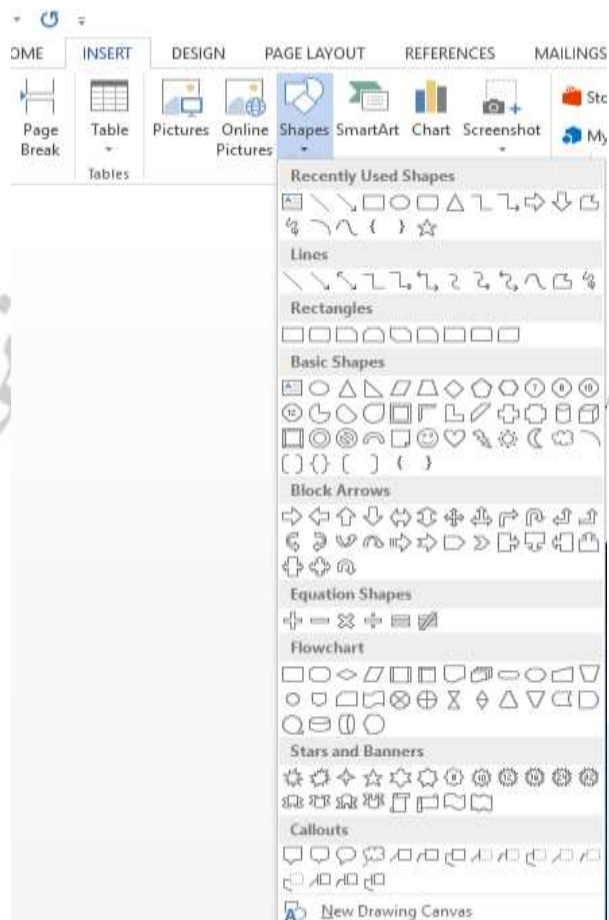 OME INSERT DESIGN PAGE LAYOUT REFERENCES MAILINGS
Page Break
Table
Pictures
Online Pictures
Shapes
SmartArt
Chart
Screenshot
Sto
My
Tables
Recently Used Shapes
Lines
Rectangles
Basic Shapes
Block Arrows
Equation Shapes
Flowchart
Stars and Banners
Callouts
New Drawing Canvas